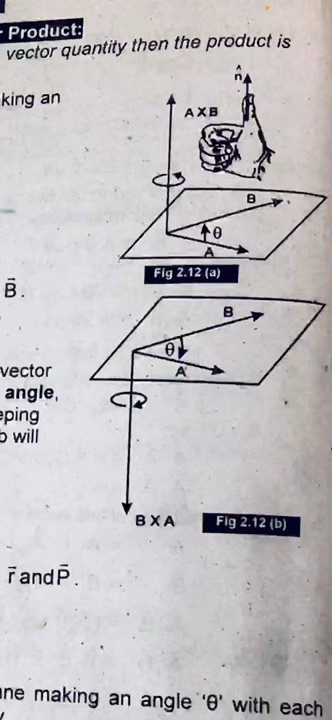 Product:
vector quantity then the product is
king an
n̂
A X B
B
θ
A
Fig 2.12 (a)
B⃗.
B
θ
A
vector
angle,
eping
will
B X A
Fig 2.12 (b)
r⃗ and P⃗.
making an angle 'θ' with each